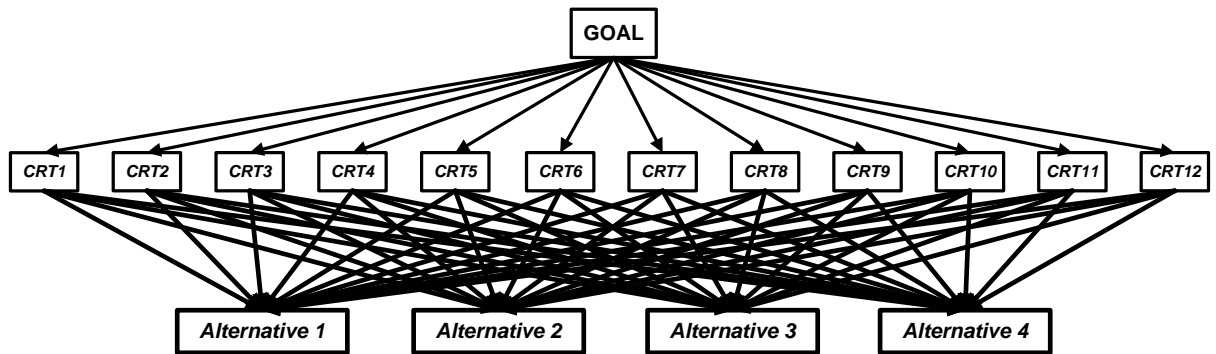 GOAL
CRT1 CRT2 CRT3 CRT4 CRT5 CRT6 CRT7 CRT8 CRT9 CRT10 CRT11 CRT12
Alternative 1 Alternative 2 Alternative 3 Alternative 4